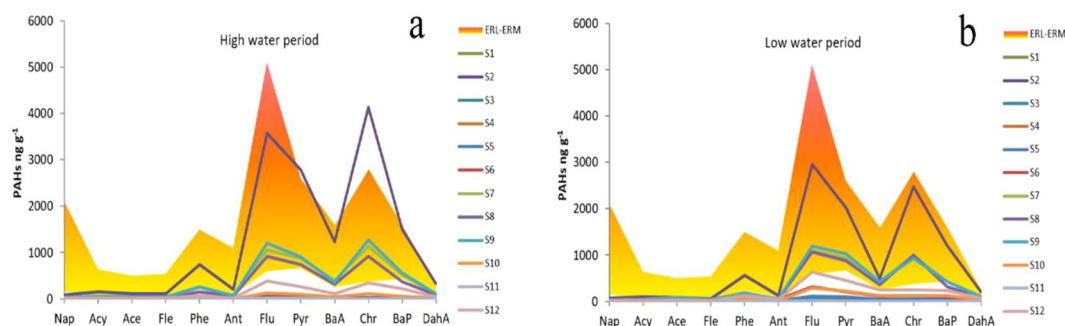 a
High water period
PAHs ng g⁻¹
6000
5000
4000
3000
2000
1000
0
Nap Acy Ace Fle Phe Ant Flu Pyr BaA Chr BaP DahA
ERL-ERM
S1
S2
S3
S4
S5
S6
S7
S8
S9
S10
S11
S12
b
Low water period
PAHs ng g⁻¹
6000
5000
4000
3000
2000
1000
0
Nap Acy Ace Fle Phe Ant Flu Pyr BaA Chr BaP DahA
ERL-ERM
S1
S2
S3
S4
S5
S6
S7
S8
S9
S10
S11
S12